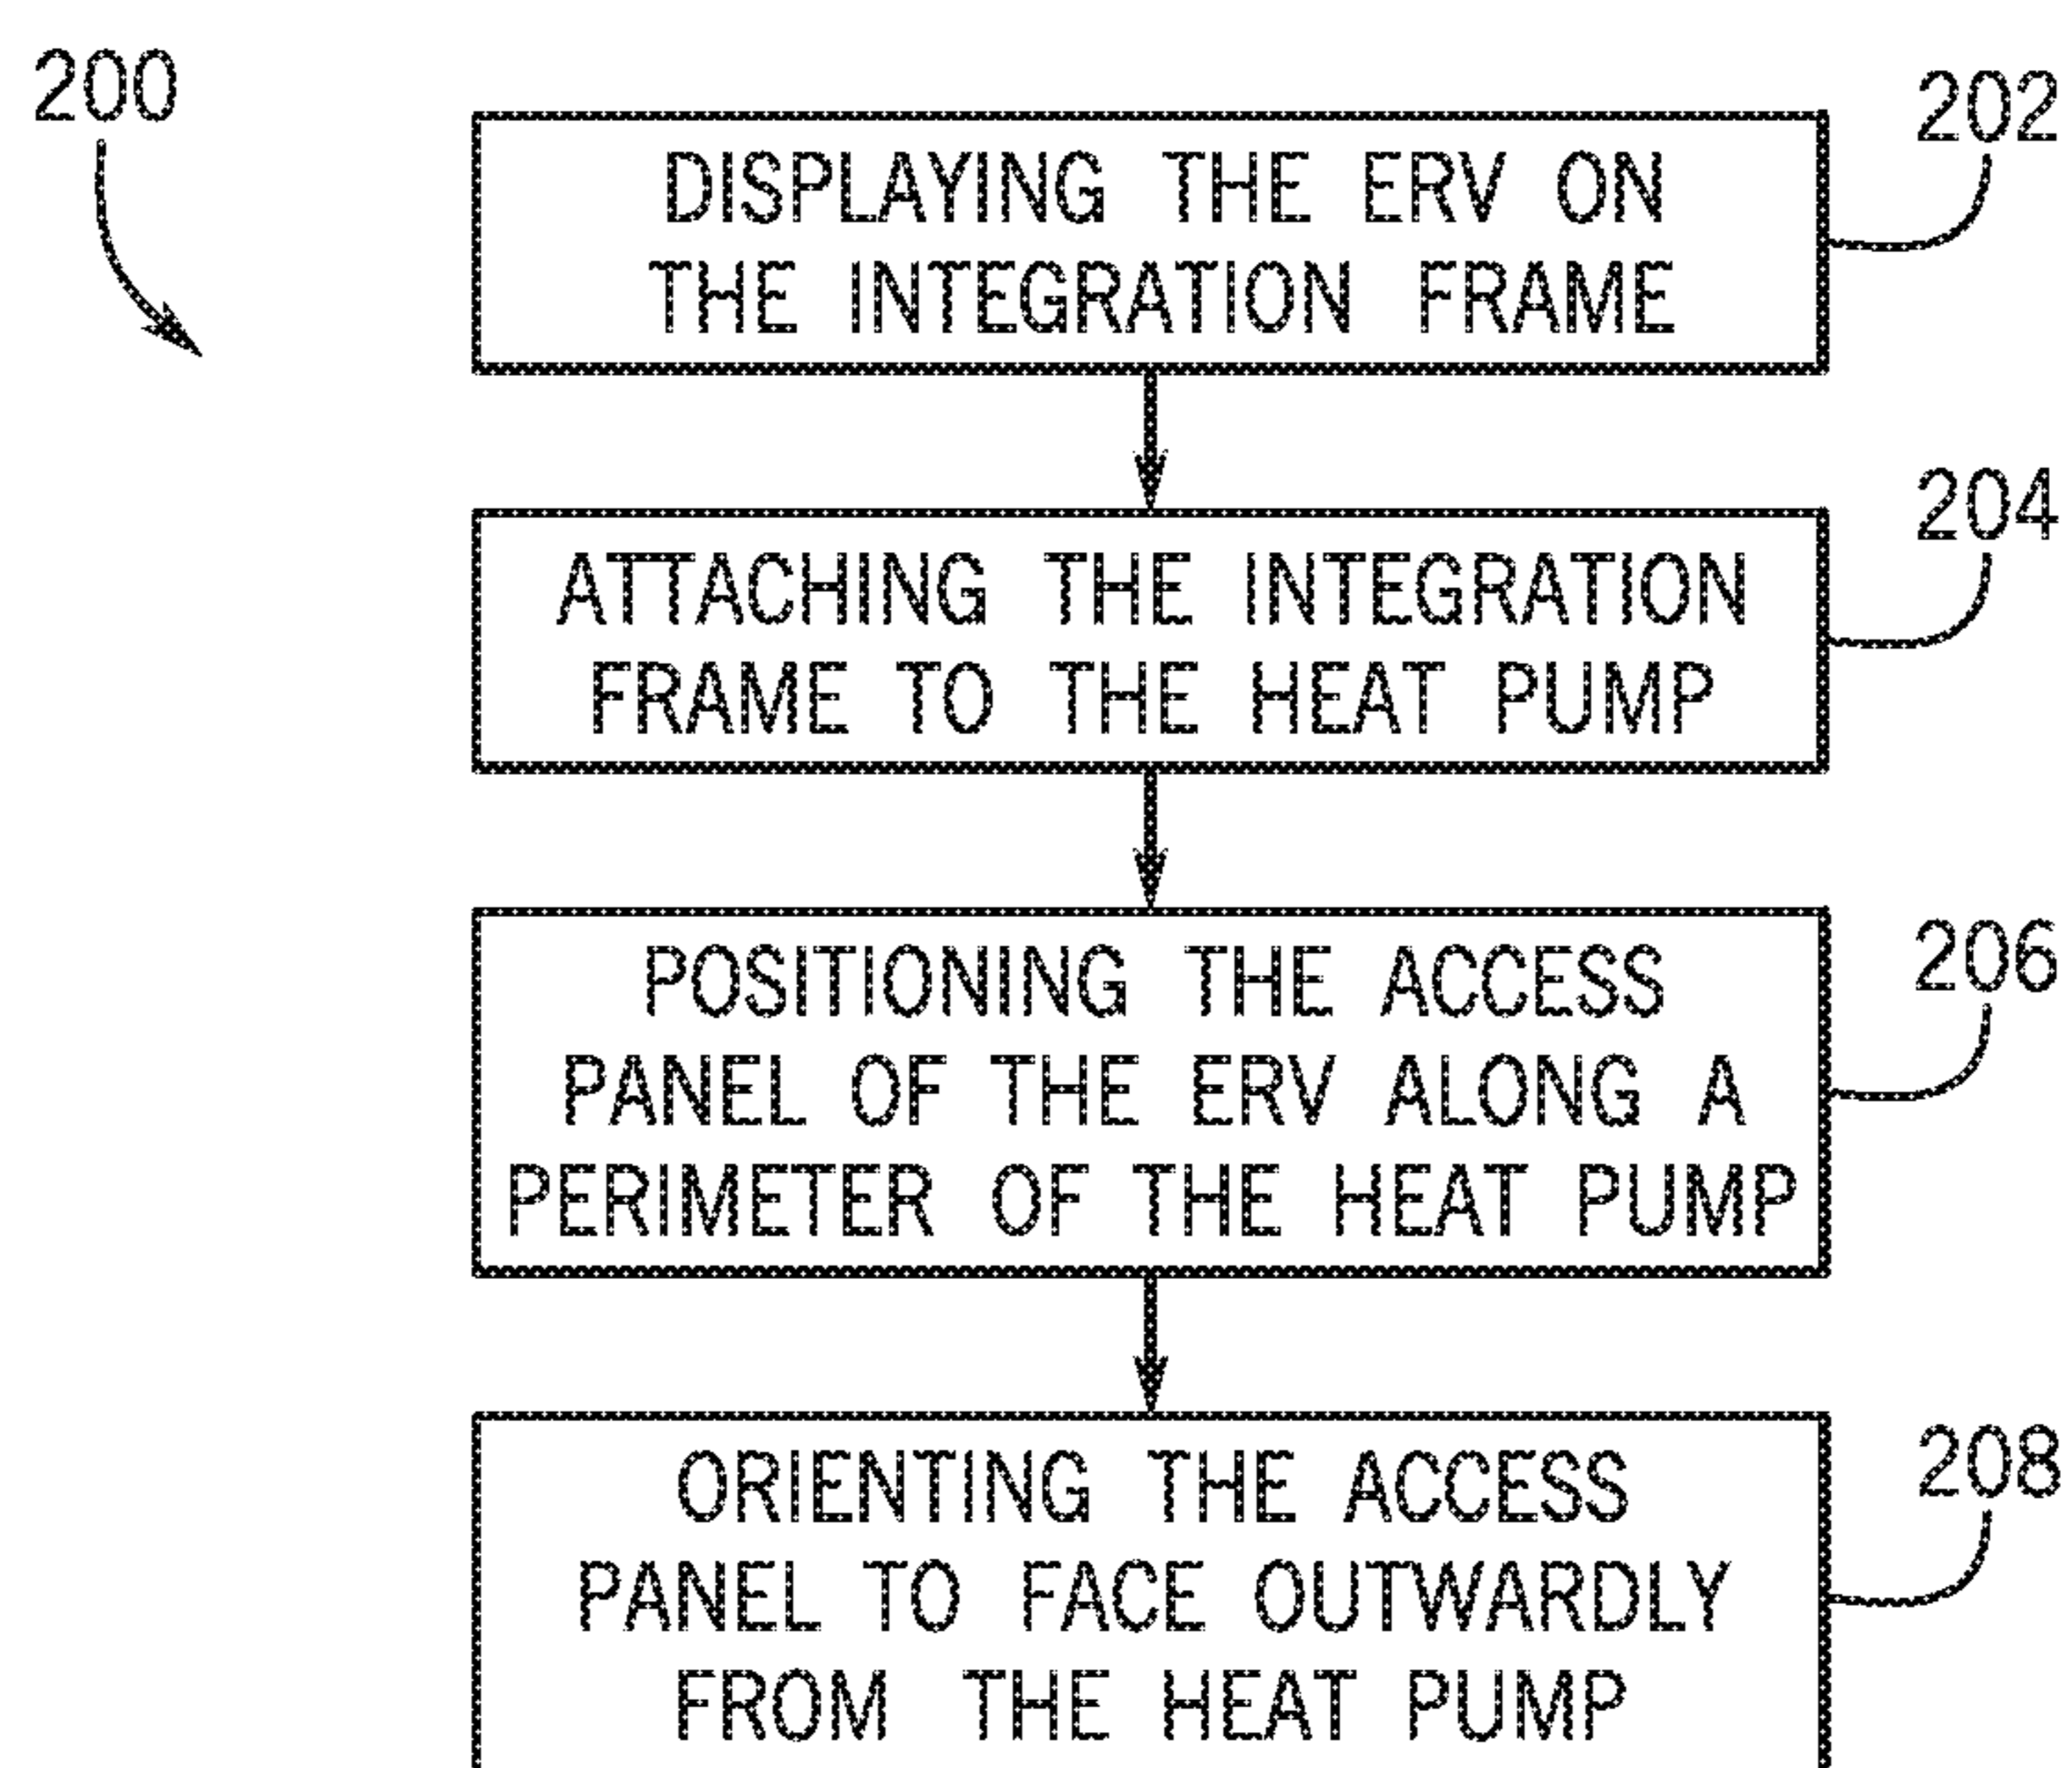 200
202
DISPLAYING THE ERV ON
THE INTEGRATION FRAME
204
ATTACHING THE INTEGRATION
FRAME TO THE HEAT PUMP
206
POSITIONING THE ACCESS
PANEL OF THE ERV ALONG A
PERIMETER OF THE HEAT PUMP
208
ORIENTING THE ACCESS
PANEL TO FACE OUTWARDLY
FROM THE HEAT PUMP